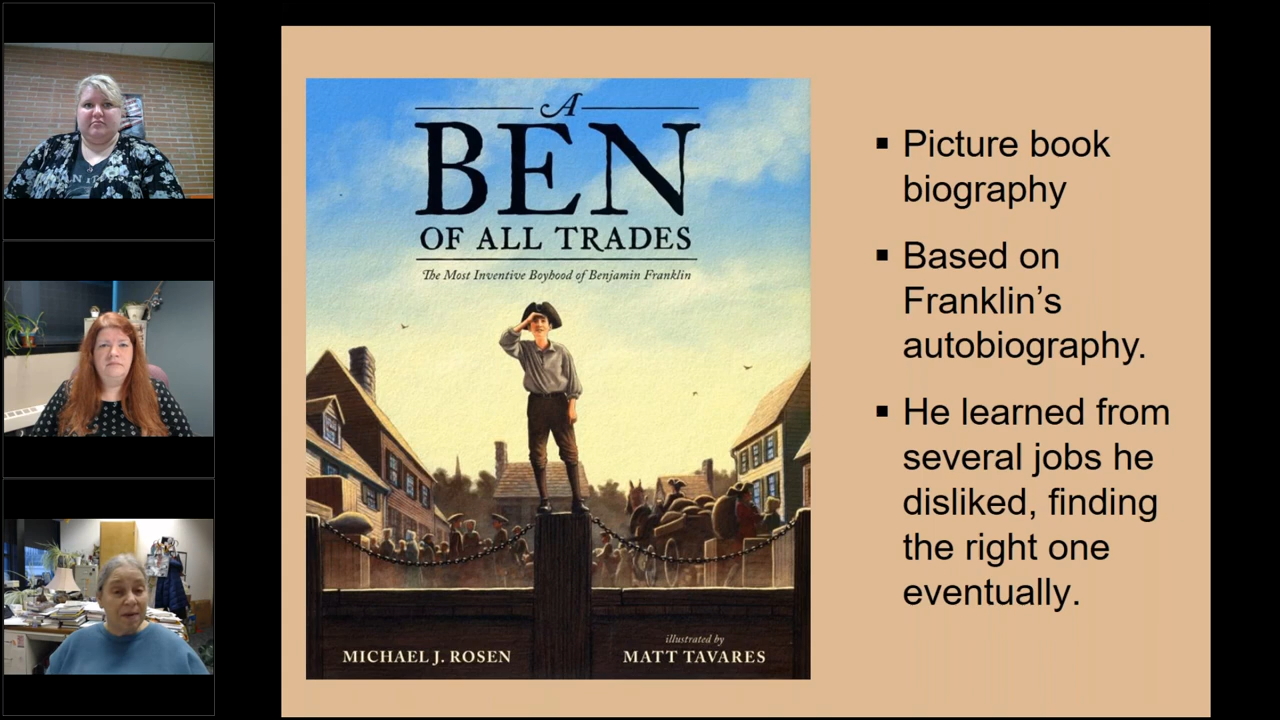 A
BEN
OF ALL TRADES
The Most Inventive Boyhood of Benjamin Franklin
illustrated by
MICHAEL J. ROSEN
MATT TAVARES
▪ Picture book
biography
▪ Based on
Franklin’s
autobiography.
▪ He learned from
several jobs he
disliked, finding
the right one
eventually.